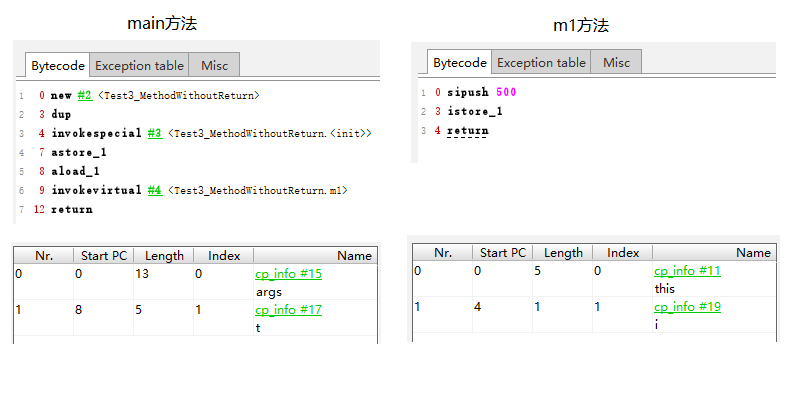 main方法
Bytecode Exception table Misc
1 0 new #2 <Test3_MethodWithoutReturn>
2 3 dup
3 4 invokespecial #3 <Test3_MethodWithoutReturn.<init>>
4 7 astore_1
5 8 aload_1
6 9 invokevirtual #4 <Test3_MethodWithoutReturn.m1>
7 12 return
Nr. Start PC Length Index Name
0 0 13 0 cp_info #15
args
1 8 5 1 cp_info #17
t
m1方法
Bytecode Exception table Misc
1 0 sipush 500
2 3 istore_1
3 4 return
Nr. Start PC Length Index Name
0 0 5 0 cp_info #11
this
1 4 1 1 cp_info #19
i